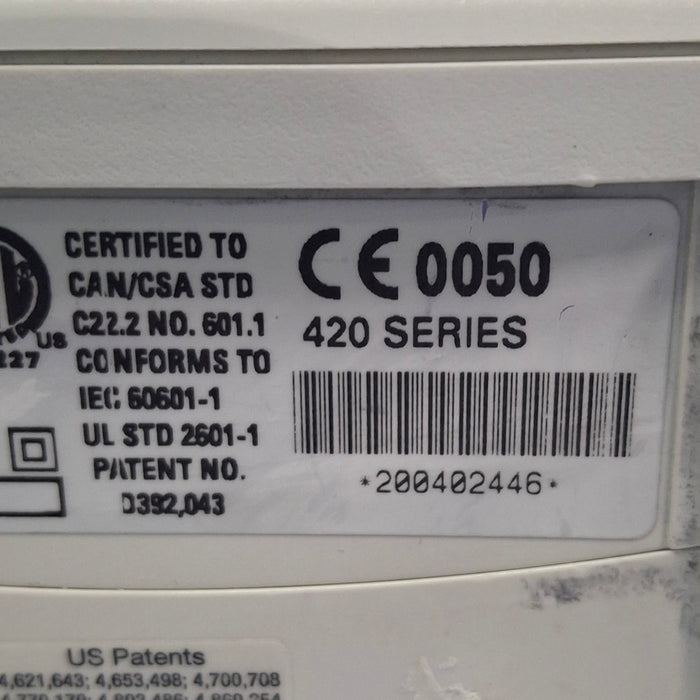 CERTIFIED TO
CAN/CSA STD
C22.2 NO. 601.1
CONFORMS TO
IEC 60601-1
UL STD 2601-1
PATENT NO.
D392,043
US
227
CE 0050
420 SERIES
*200402446*
US Patents
4,621,643; 4,653,498; 4,700,708